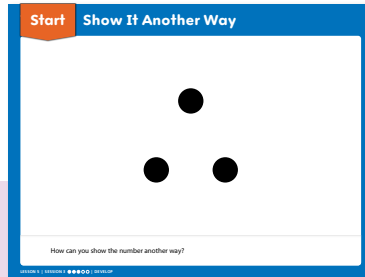 Start Show It Another Way
How can you show the number another way?
LESSON 5 | SESSION 3 ●●●○○ | DEVELOP